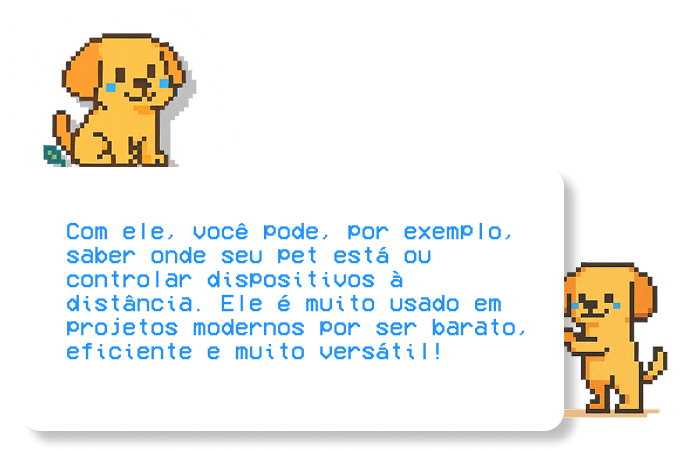 Com ele, você pode, por exemplo,
saber onde seu pet está ou
controlar dispositivos à
distância. Ele é muito usado em
projetos modernos por ser barato,
eficiente e muito versátil!